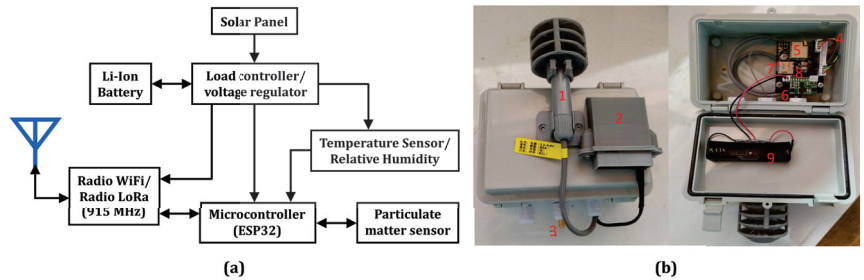 Solar Panel
Li-Ion
Battery
Load controller/
voltage regulator
Temperature Sensor/
Relative Humidity
Radio WiFi/
Radio LoRa
(915 MHz)
Microcontroller
(ESP32)
Particulate
matter sensor
(a)
1
2
3
4
5
7
8
6
9
(b)